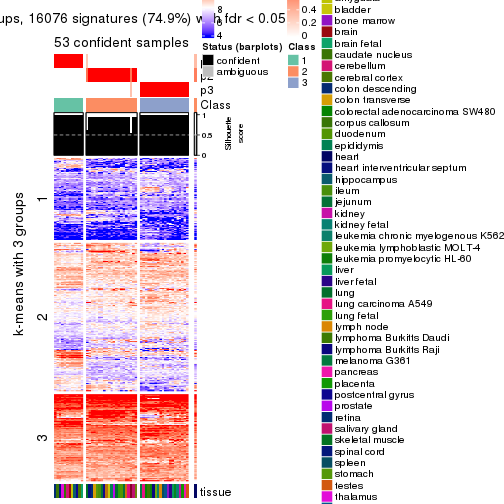 ups, 16076 signatures (74.9%) with fdr < 0.05
53 confident samples
p2
p3
Class
1
0.5
0
Silhouette
score
k-means with 3 groups
1
2
3
tissue
8
6
4
0.4
0.2
0
Status (barplots)
confident
ambiguous
Class
1
2
3
bladder
bone marrow
brain
brain fetal
caudate nucleus
cerebellum
cerebral cortex
colon descending
colon transverse
colorectal adenocarcinoma SW480
corpus callosum
duodenum
epididymis
heart
heart interventricular septum
hippocampus
ileum
jejunum
kidney
kidney fetal
leukemia chronic myelogenous K562
leukemia lymphoblastic MOLT-4
leukemia promyelocytic HL-60
liver
liver fetal
lung
lung carcinoma A549
lung fetal
lymph node
lymphoma Burkitts Daudi
lymphoma Burkitts Raji
melanoma G361
pancreas
placenta
postcentral gyrus
prostate
retina
salivary gland
skeletal muscle
spinal cord
spleen
stomach
testes
thalamus